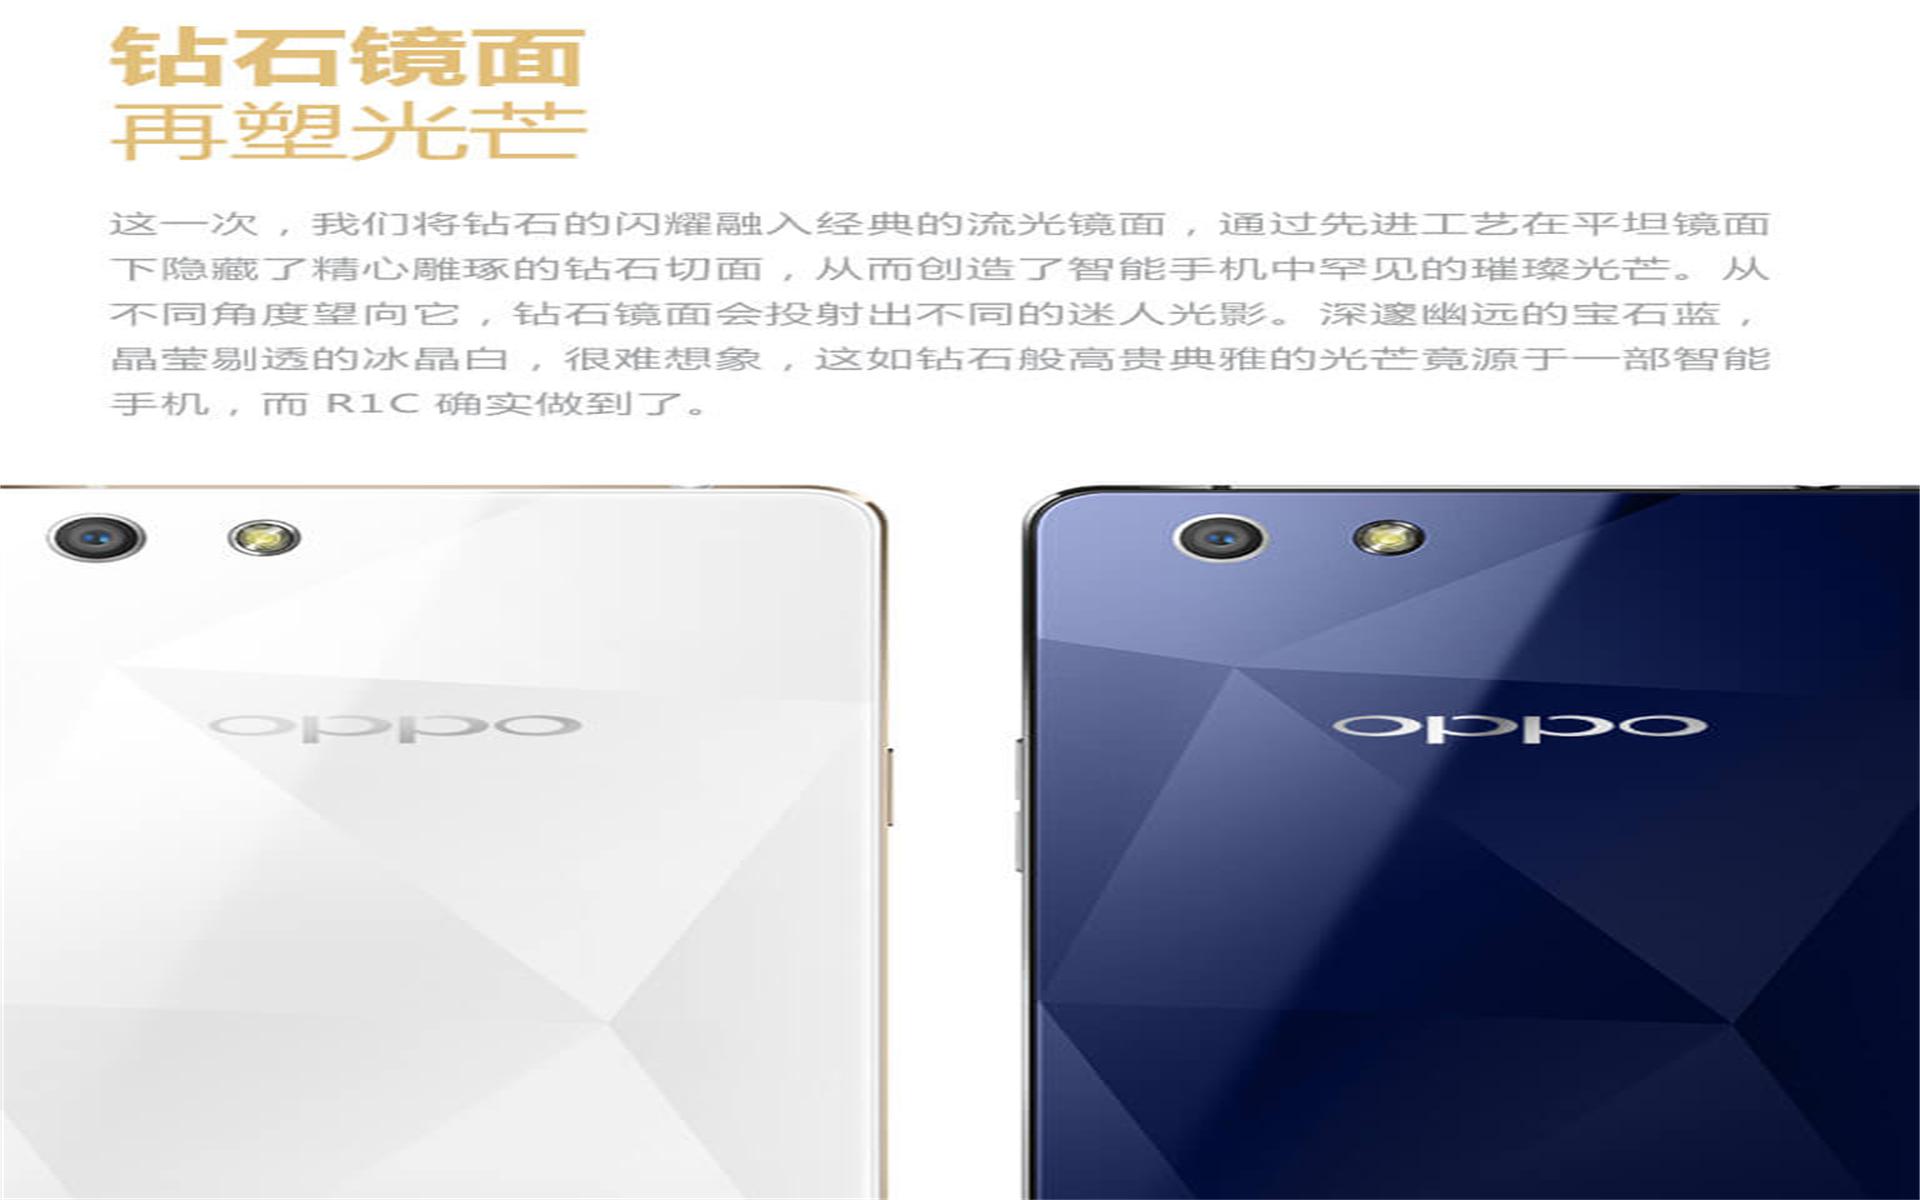 钻石镜面
再塑光芒
这一次，我们将钻石的闪耀融入经典的流光镜面，通过先进工艺在平坦镜面
下隐藏了精心雕琢的钻石切面，从而创造了智能手机中罕见的璀璨光芒。从
不同角度望向它，钻石镜面会投射出不同的迷人光影。深邃幽远的宝石蓝，
晶莹剔透的冰晶白，很难想象，这如钻石般高贵典雅的光芒竟源于一部智能
手机，而 R1C 确实做到了。
oppo
oppo